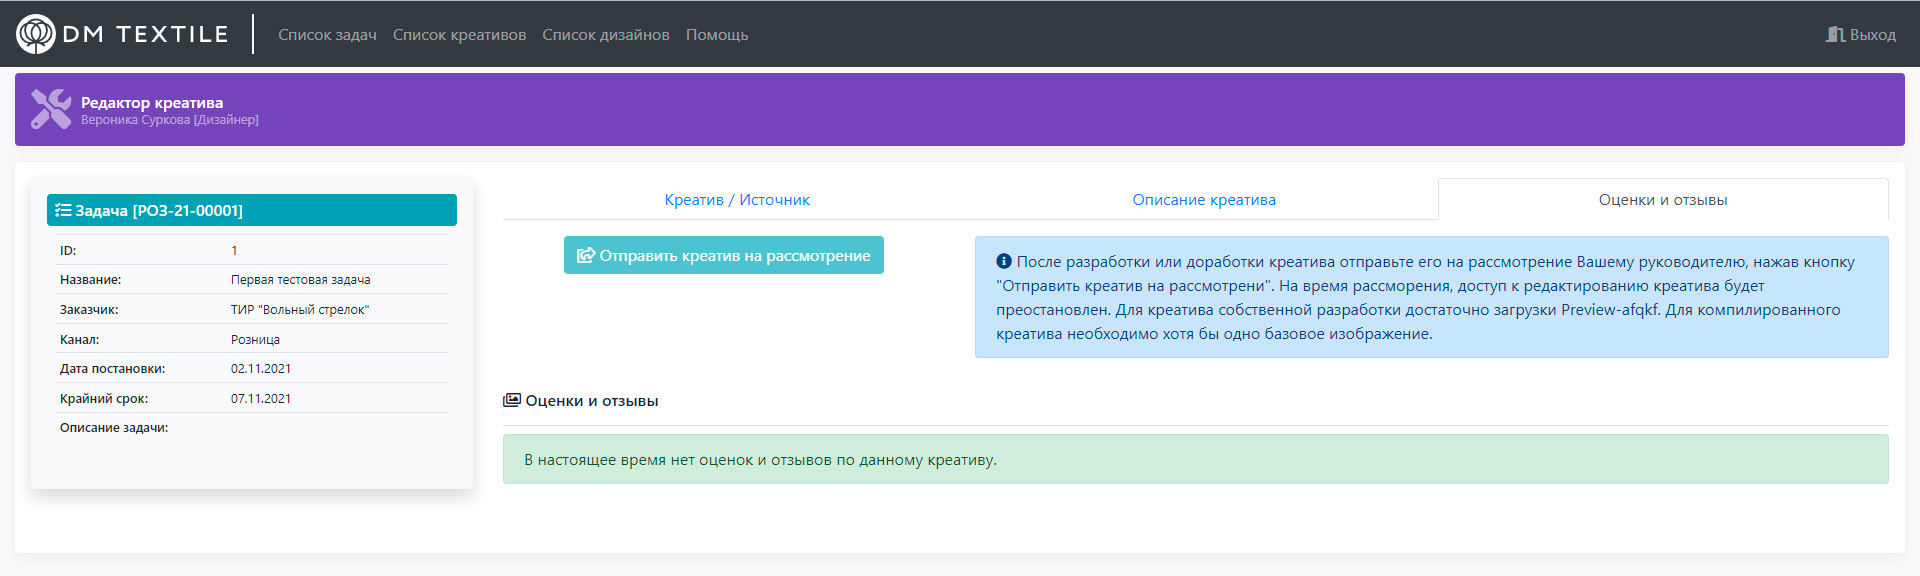 DM TEXTILE
Список задач Список креативов Список дизайнов Помощь Выход
Редактор креатива
Вероника Суркова [Дизайнер]
Задача [РОЗ-21-00001]
ID: 1
Название: Первая тестовая задача
Заказчик: ТИР "Вольный стрелок"
Канал: Розница
Дата постановки: 02.11.2021
Крайний срок: 07.11.2021
Описание задачи:
Креатив / Источник Описание креатива Оценки и отзывы
Отправить креатив на рассмотрение
После разработки или доработки креатива отправьте его на рассмотрение Вашему руководителю, нажав кнопку
"Отправить креатив на рассмотрени". На время рассморения, доступ к редактированию креатива будет
преостановлен. Для креатива собственной разработки достаточно загрузки Preview-afqkf. Для компилированного
креатива необходимо хотя бы одно базовое изображение.
Оценки и отзывы
В настоящее время нет оценок и отзывов по данному креативу.